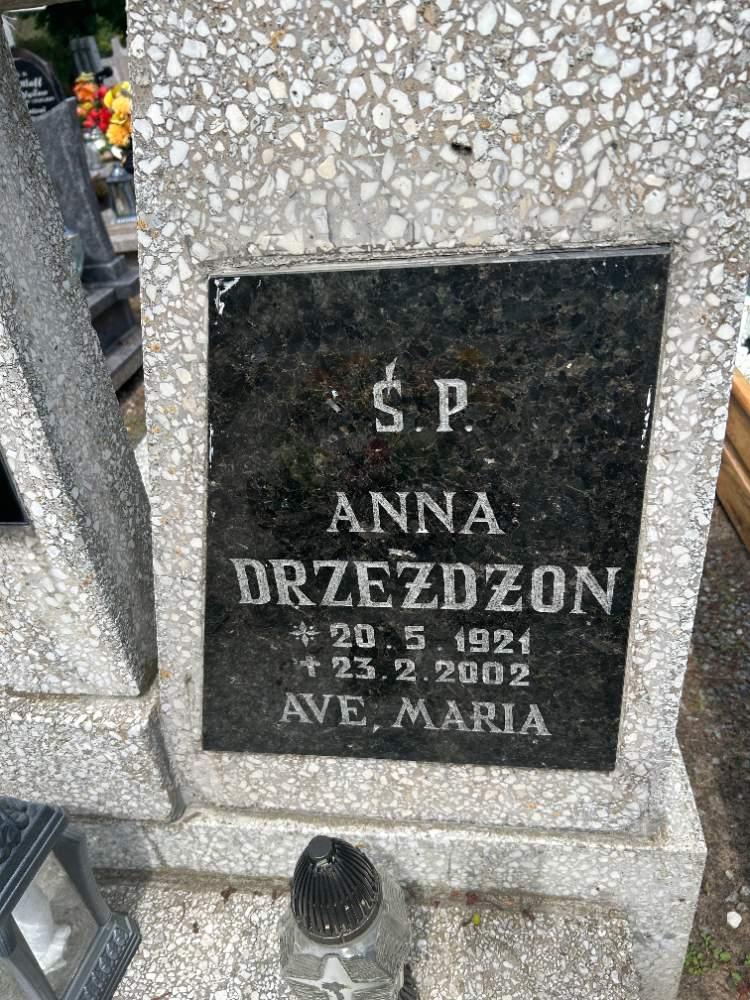 Ś.P.
ANNA
DRZEŻDŻON
* 20.5.1921
† 23.2.2002
AVE, MARIA